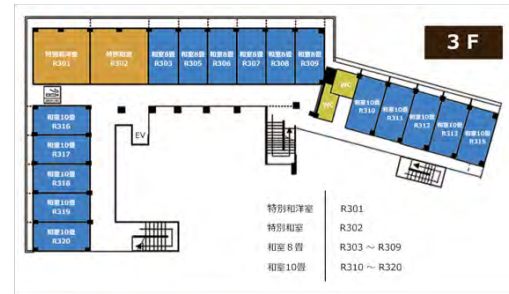 3 F
特別和洋室
R301
特別和室
R302
和室8畳
R303
和室8畳
R305
和室8畳
R306
和室8畳
R307
和室8畳
R308
和室8畳
R309
WC
WC
和室10畳
R310
和室10畳
R311
和室10畳
R312
和室10畳
R313
和室10畳
R315
和室10畳
R316
和室10畳
R317
和室10畳
R318
和室10畳
R319
和室10畳
R320
EV
特別和洋室 R301
特別和室 R302
和室８畳 R303 ～ R309
和室10畳 R310 ～ R320